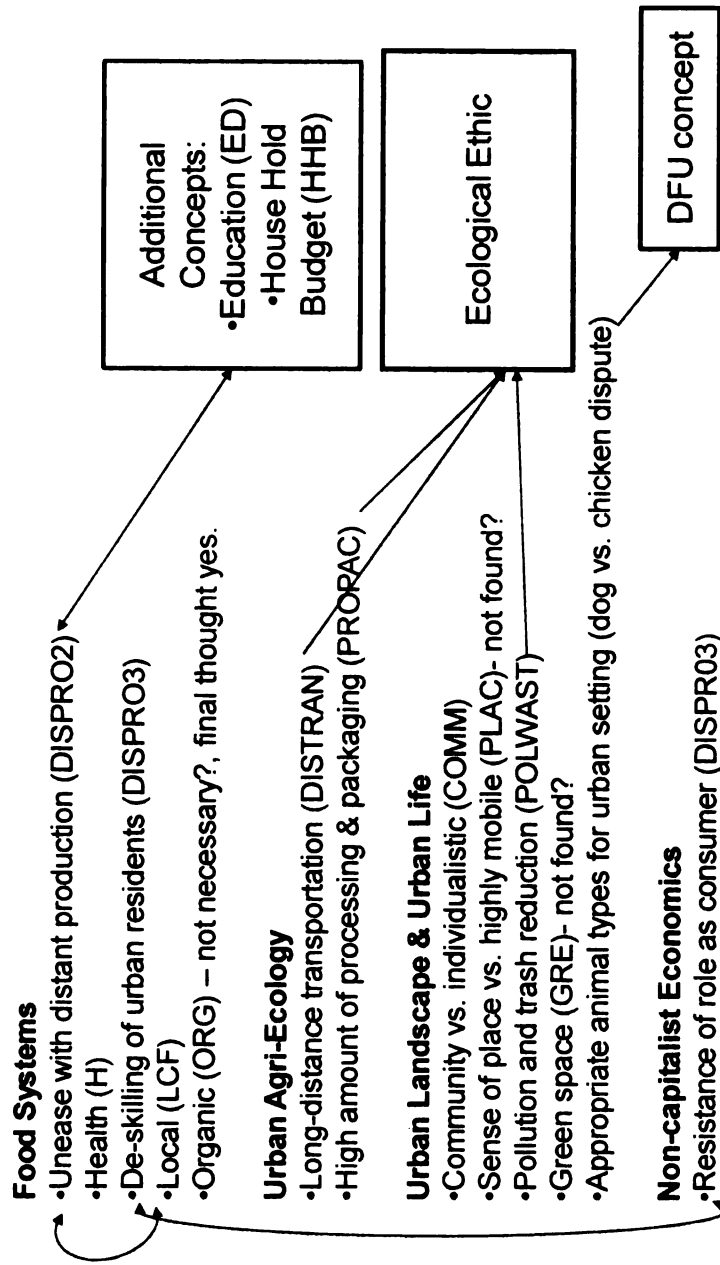 Food Systems
•Unease with distant production (DISPRO2)
•Health (H)
•De-skilling of urban residents (DISPRO3)
•Local (LCF)
•Organic (ORG) – not necessary?, final thought yes.
Urban Agri-Ecology
•Long-distance transportation (DISTRAN)
•High amount of processing & packaging (PROPAC)
Urban Landscape & Urban Life
•Community vs. individualistic (COMM)
•Sense of place vs. highly mobile (PLAC)- not found?
•Pollution and trash reduction (POLWAST)
•Green space (GRE)- not found?
•Appropriate animal types for urban setting (dog vs. chicken dispute)
Non-capitalist Economics
•Resistance of role as consumer (DISPR03)
Additional
Concepts:
•Education (ED)
•House Hold
Budget (HHB)
Ecological Ethic
DFU concept